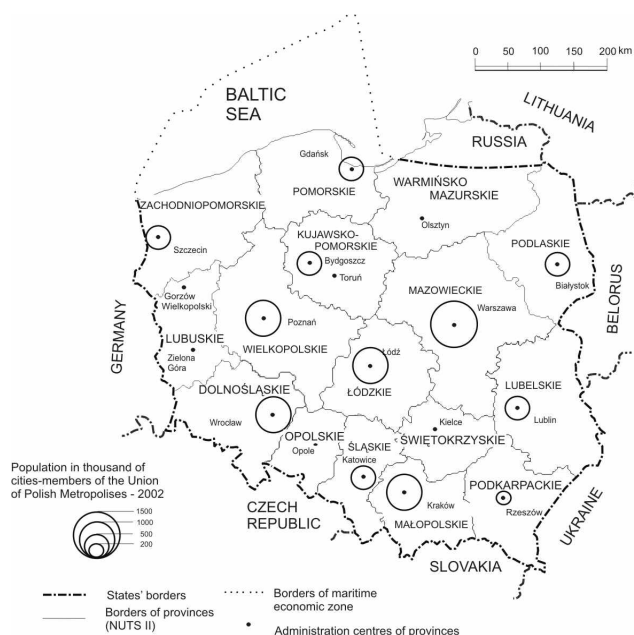 0 50 100 150 200 km
BALTIC
SEA
LITHUANIA
RUSSIA
Gdańsk
POMORSKIE
WARMIŃSKO
MAZURSKIE
Olsztyn
ZACHODNIOPOMORSKIE
Szczecin
KUJAWSKO-
POMORSKIE
Bydgoszcz
Toruń
PODLASKIE
Białystok
BELORUS
Gorzów
Wielkopolski
GERMANY
LUBUSKIE
Zielona
Góra
Poznań
WIELKOPOLSKIE
MAZOWIECKIE
Warszawa
Łódź
ŁÓDZKIE
DOLNOŚLĄSKIE
Wrocław
LUBELSKIE
Lublin
OPOLSKIE
Opole
ŚLĄSKIE
Katowice
Kielce
ŚWIĘTOKRZYSKIE
Kraków
MAŁOPOLSKIE
PODKARPACKIE
Rzeszów
UKRAINE
CZECH
REPUBLIC
SLOVAKIA
Population in thousand of
cities-members of the Union
of Polish Metropolises - 2002
1500
1000
500
200
States' borders
Borders of provinces
(NUTS II)
Borders of maritime
economic zone
Administration centres of provinces